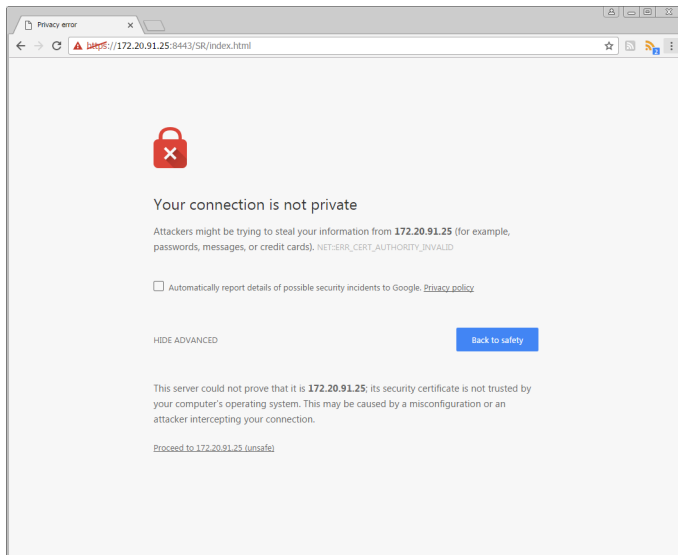 Privacy error
https://172.20.91.25:8443/SR/index.html
2
Your connection is not private
Attackers might be trying to steal your information from 172.20.91.25 (for example,
passwords, messages, or credit cards). NET::ERR_CERT_AUTHORITY_INVALID
Automatically report details of possible security incidents to Google. Privacy policy
HIDE ADVANCED
Back to safety
This server could not prove that it is 172.20.91.25; its security certificate is not trusted by
your computer's operating system. This may be caused by a misconfiguration or an
attacker intercepting your connection.
Proceed to 172.20.91.25 (unsafe)